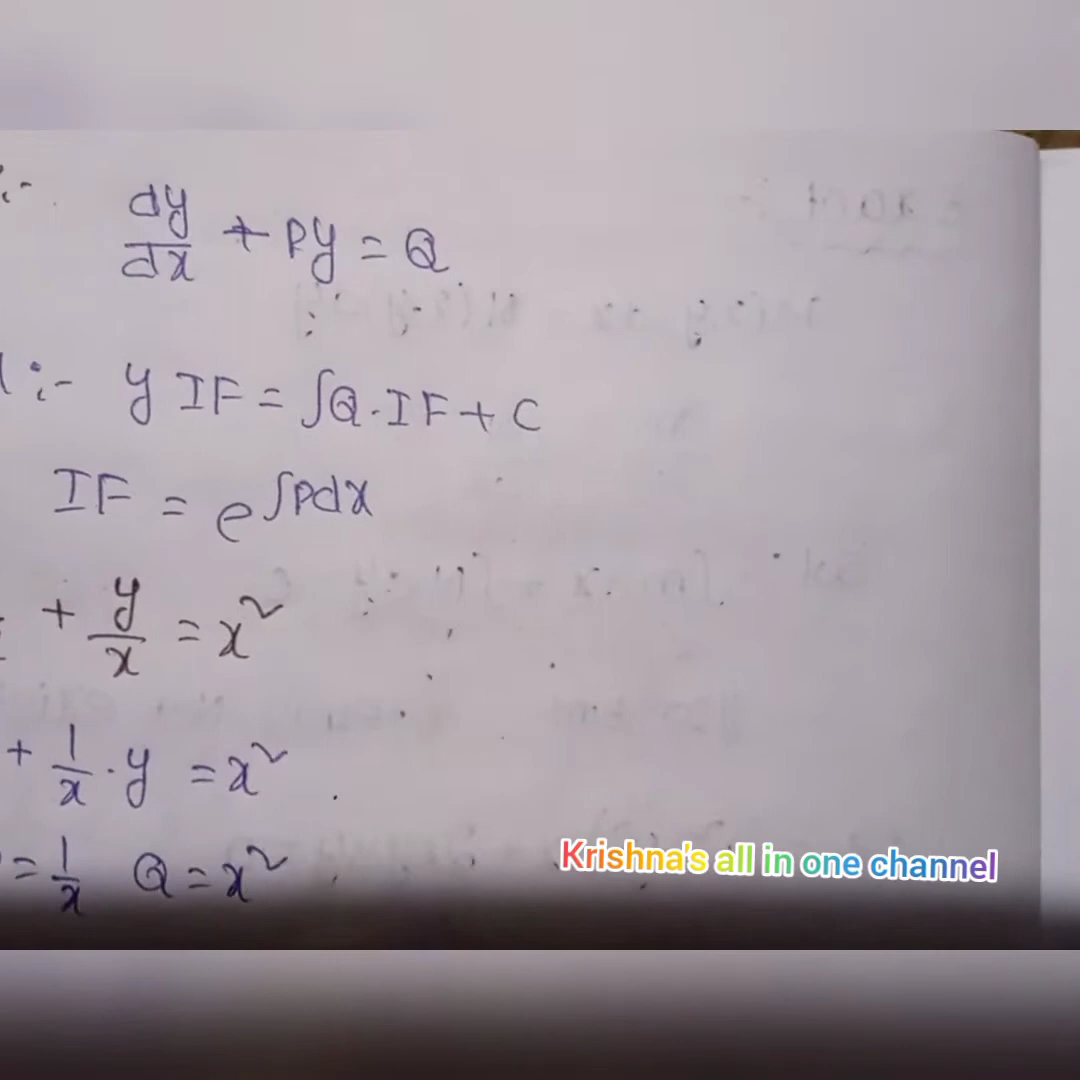 dy/dx + Py = Q
:- y IF = ∫Q.IF + C
IF = e^∫Pdx
+ y/x = x²
+ 1/x . y = x²
= 1/x Q = x²
Krishna's all in one channel